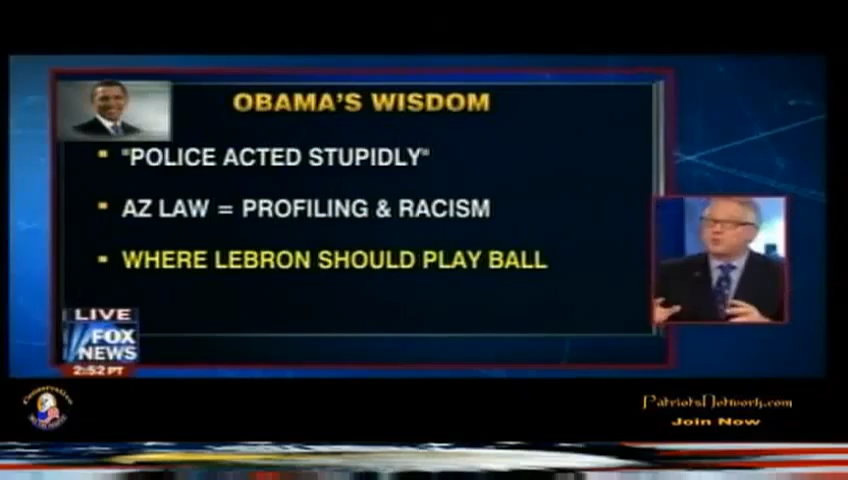 OBAMA'S WISDOM
"POLICE ACTED STUPIDLY"
AZ LAW = PROFILING & RACISM
WHERE LEBRON SHOULD PLAY BALL
LIVE
FOX
NEWS
2:52 PT
Conservative
PatriotsNetwork.com
Join Now